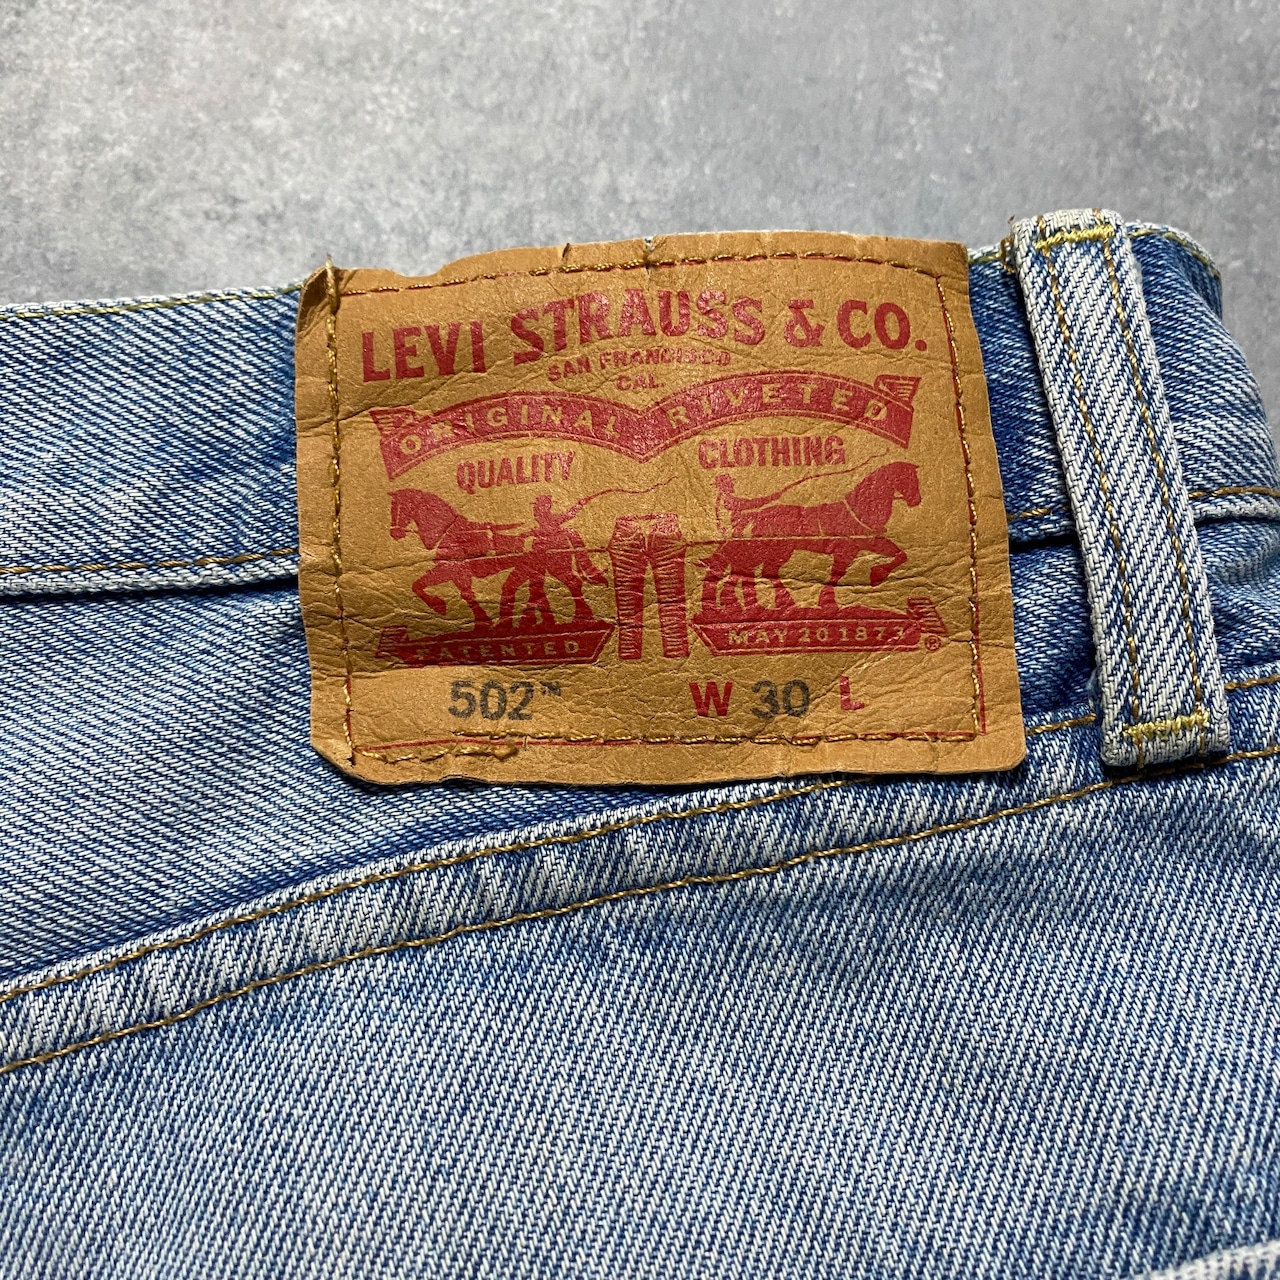 LEVI STRAUSS & CO.
SAN FRANCISCO
CAL.
ORIGINAL RIVETED
QUALITY CLOTHING
PATENTED MAY 20 1873 ®
502™ W 30 L